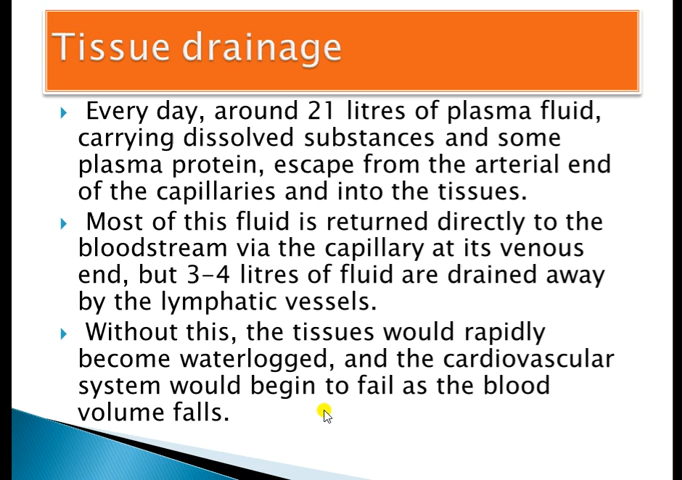 Tissue drainage
Every day, around 21 litres of plasma fluid,
carrying dissolved substances and some
plasma protein, escape from the arterial end
of the capillaries and into the tissues.
Most of this fluid is returned directly to the
bloodstream via the capillary at its venous
end, but 3-4 litres of fluid are drained away
by the lymphatic vessels.
Without this, the tissues would rapidly
become waterlogged, and the cardiovascular
system would begin to fail as the blood
volume falls.